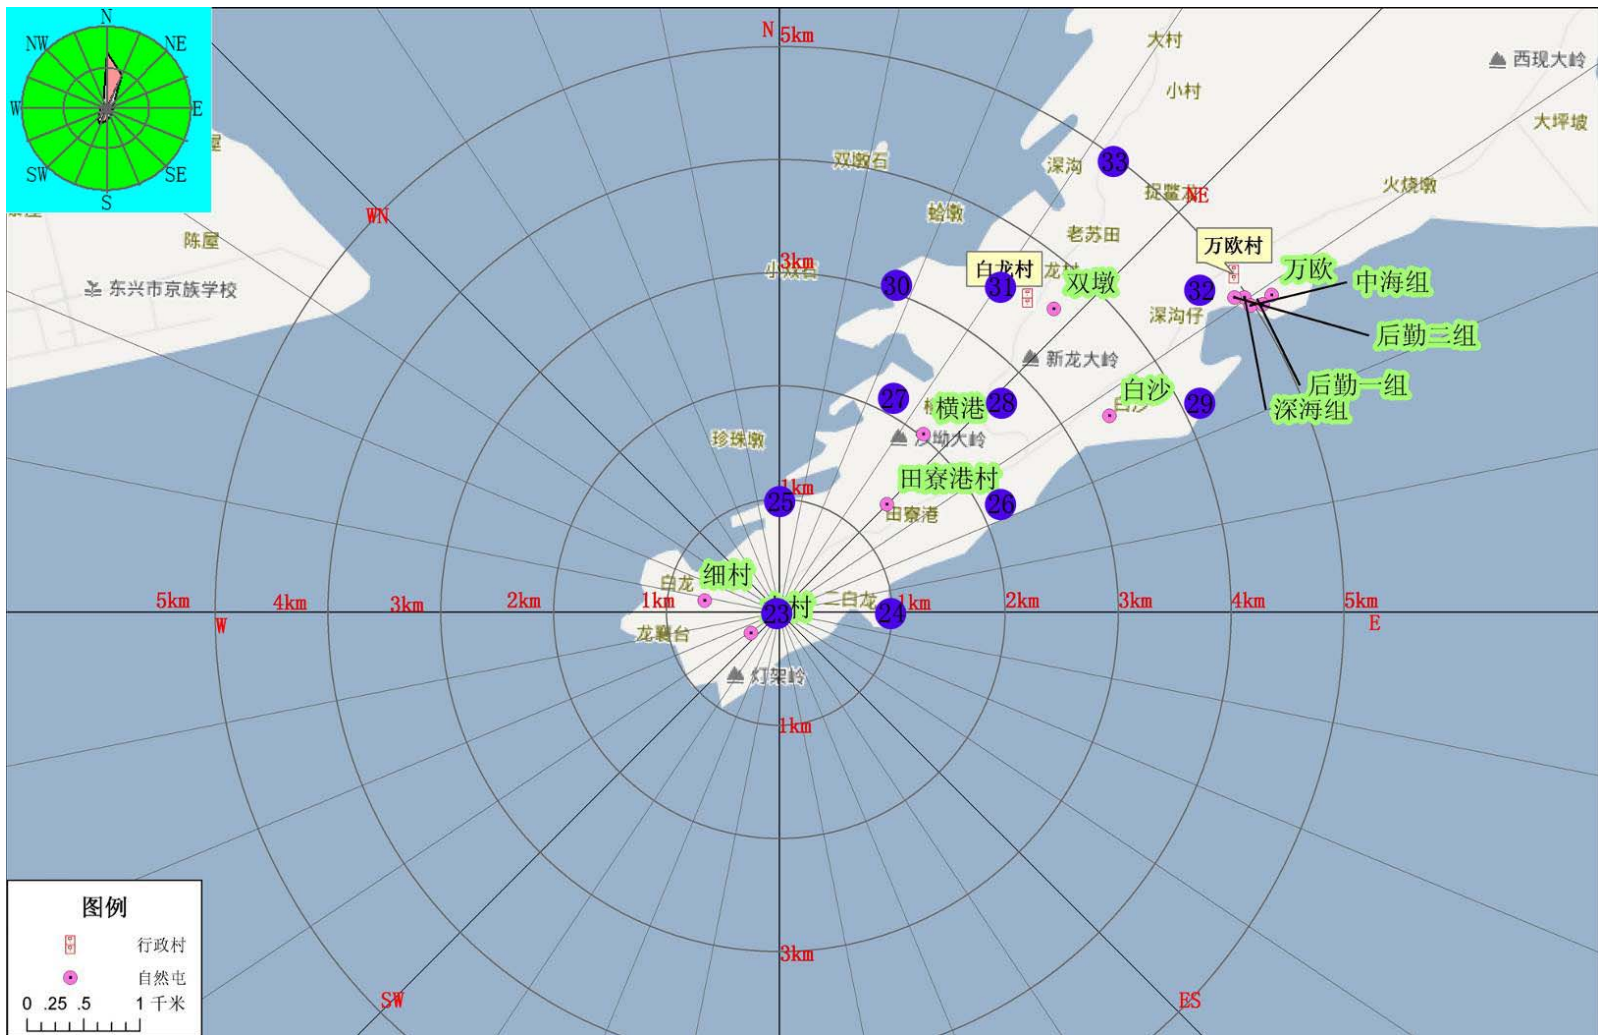 N
NW
NE
W
E
SW
SE
S
N
5km
大村
西现大岭
小村
大坪坡
双墩石
深沟
33
捉鳖龙
NE
火烧墩
WN
蛤墩
陈屋
老苏田
万欧村
东兴市京族学校
3km
白龙村
30
31
双墩
32
万欧
中海组
深沟仔
后勤三组
新龙大岭
后勤一组
白沙
27
28
29
深海组
横港
珍珠墩
沙坳大岭
田寮港村
1km
25
26
田寮港
细村
白龙
村
23
二白龙
24
5km
4km
3km
2km
1km
1km
2km
3km
4km
5km
W
E
龙襄台
灯架岭
1km
3km
SW
ES
图例
行政村
自然屯
0 .25 .5 1 千米